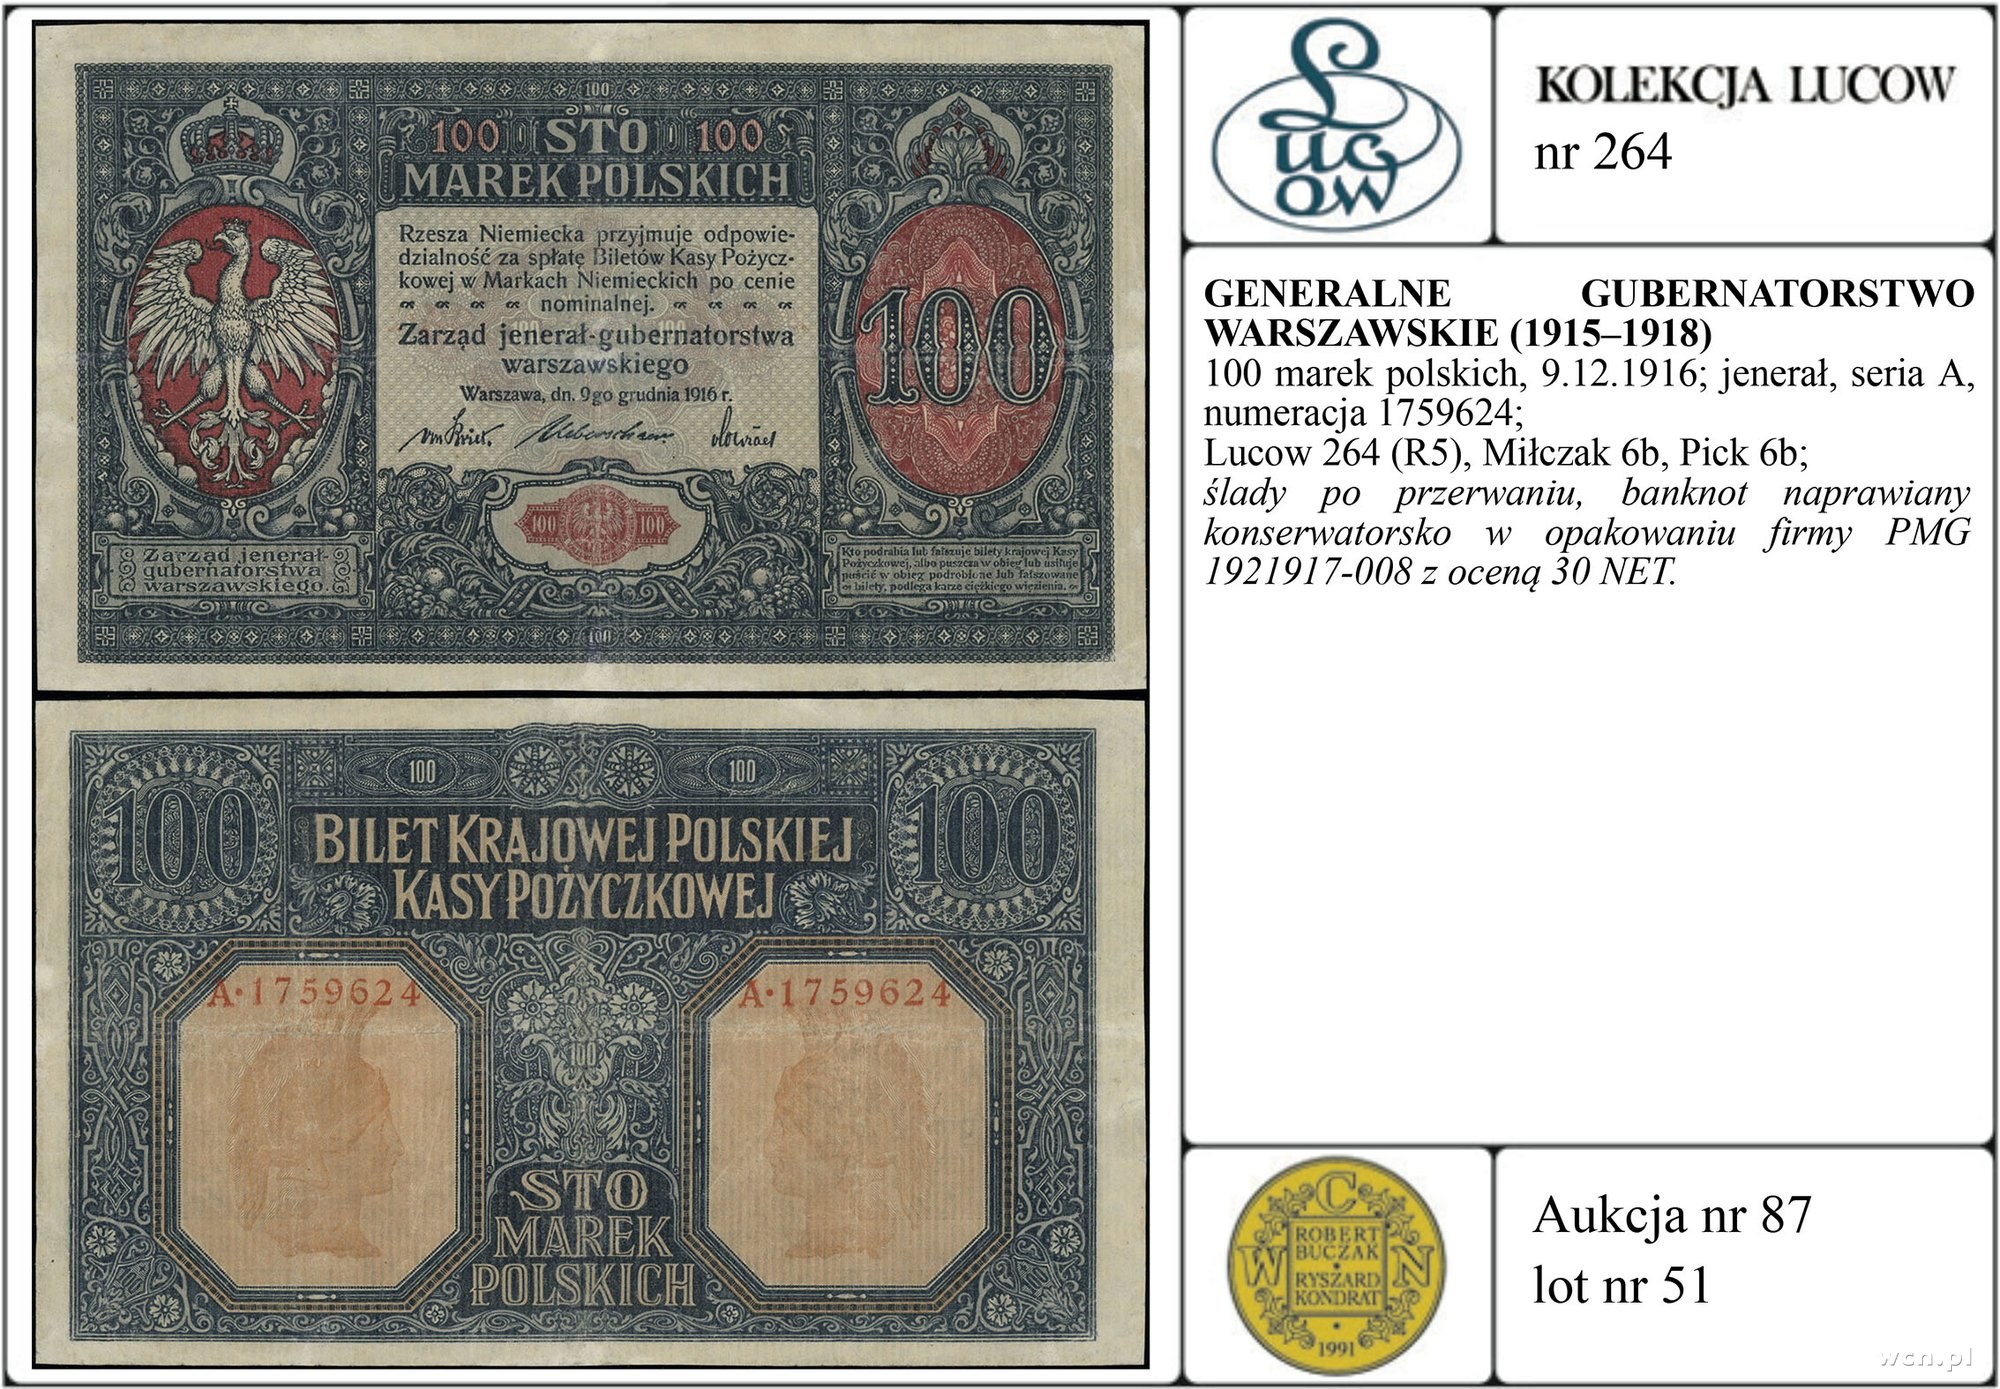 100
100 STO 100
MAREK POLSKICH
Rzesza Niemiecka przyjmuje odpowie-
dzialność za spłatę Biletów Kasy Pożycz-
kowej w Markach Niemieckich po cenie
nominalnej.
Zarząd jenerał-gubernatorstwa
warszawskiego
Warszawa, dn. 9go grudnia 1916 r.
100
100 100
Zarząd jenerał-
gubernatorstwa
warszawskiego.
Kto podrabia lub fałszuje bilety krajowej Kasy
Pożyczkowej, albo puszcza w obieg lub usiłuje
puścić w obieg podrobione lub fałszowane
bilety, podlega karze ciężkiego więzienia.
100
100 100
100 100
BILET KRAJOWEJ POLSKIEJ
KASY POŻYCZKOWEJ
A·1759624 A·1759624
100
STO
MAREK
POLSKICH
Lucow
KOLEKCJA LUCOW
nr 264
GENERALNE GUBERNATORSTWO
WARSZAWSKIE (1915–1918)
100 marek polskich, 9.12.1916; jenerał, seria A,
numeracja 1759624;
Lucow 264 (R5), Miłczak 6b, Pick 6b;
ślady po przerwaniu, banknot naprawiany
konserwatorsko w opakowaniu firmy PMG
1921917-008 z oceną 30 NET.
W C N
ROBERT
BUCZAK
RYSZARD
KONDRAT
1991
Aukcja nr 87
lot nr 51
wcn.pl